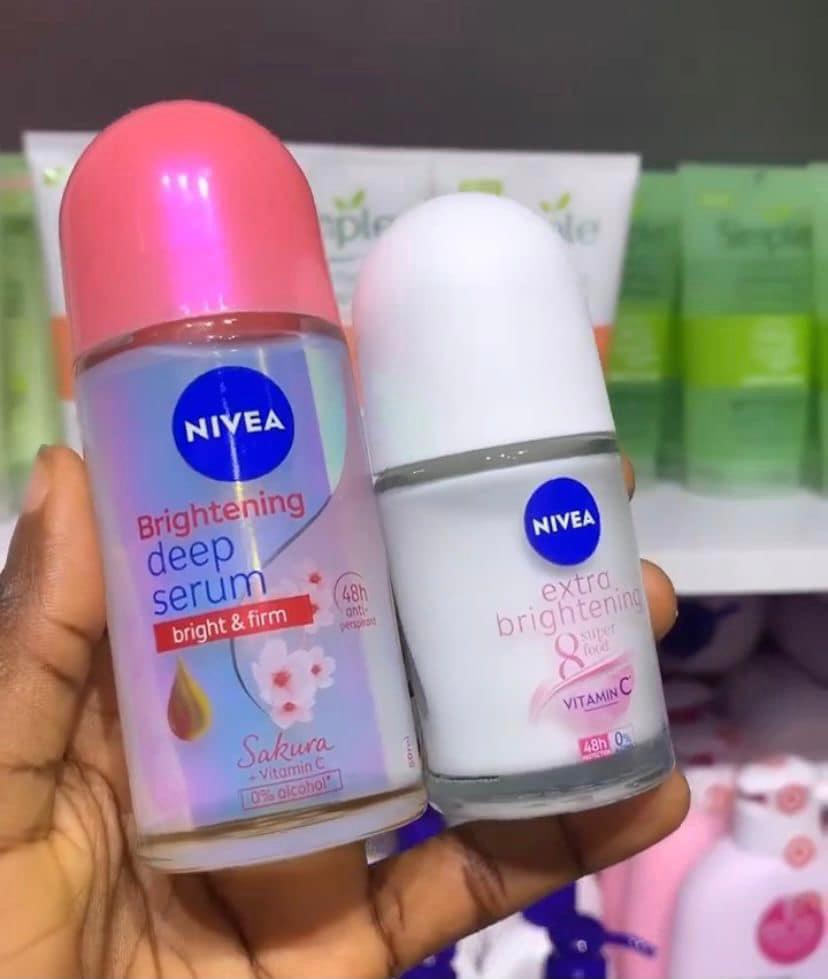 NIVEA
Brightening
deep
serum
bright & firm
48h
anti-
perspirant
Sakura
+ Vitamin C
0% alcohol*
NIVEA
extra
brightening
8 super
food
VITAMIN C
48h
0%
Simple